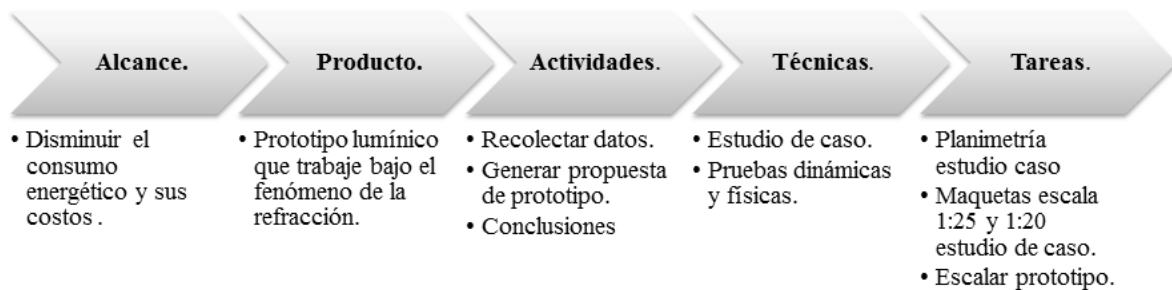 Alcance.
Producto.
Actividades.
Técnicas.
Tareas.
• Disminuir el
consumo
energético y sus
costos .
• Prototipo lumínico
que trabaje bajo el
fenómeno de la
refracción.
• Recolectar datos.
• Generar propuesta
de prototipo.
• Conclusiones
• Estudio de caso.
• Pruebas dinámicas
y físicas.
• Planimetría
estudio caso
• Maquetas escala
1:25 y 1:20
estudio de caso.
• Escalar prototipo.